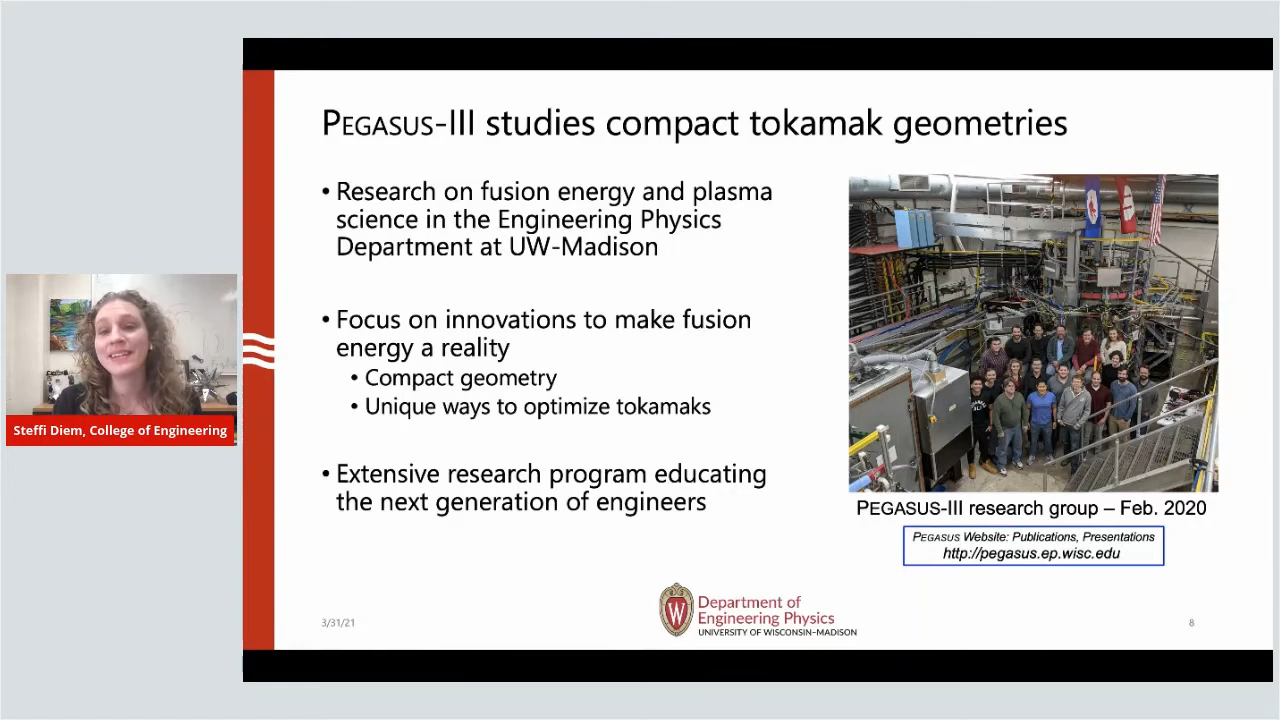 PEGASUS-III studies compact tokamak geometries
• Research on fusion energy and plasma
science in the Engineering Physics
Department at UW-Madison
• Focus on innovations to make fusion
energy a reality
• Compact geometry
• Unique ways to optimize tokamaks
• Extensive research program educating
the next generation of engineers
PEGASUS-III research group – Feb. 2020
PEGASUS Website: Publications, Presentations
http://pegasus.ep.wisc.edu
Steffi Diem, College of Engineering
3/31/21
W
Department of
Engineering Physics
UNIVERSITY OF WISCONSIN–MADISON
8